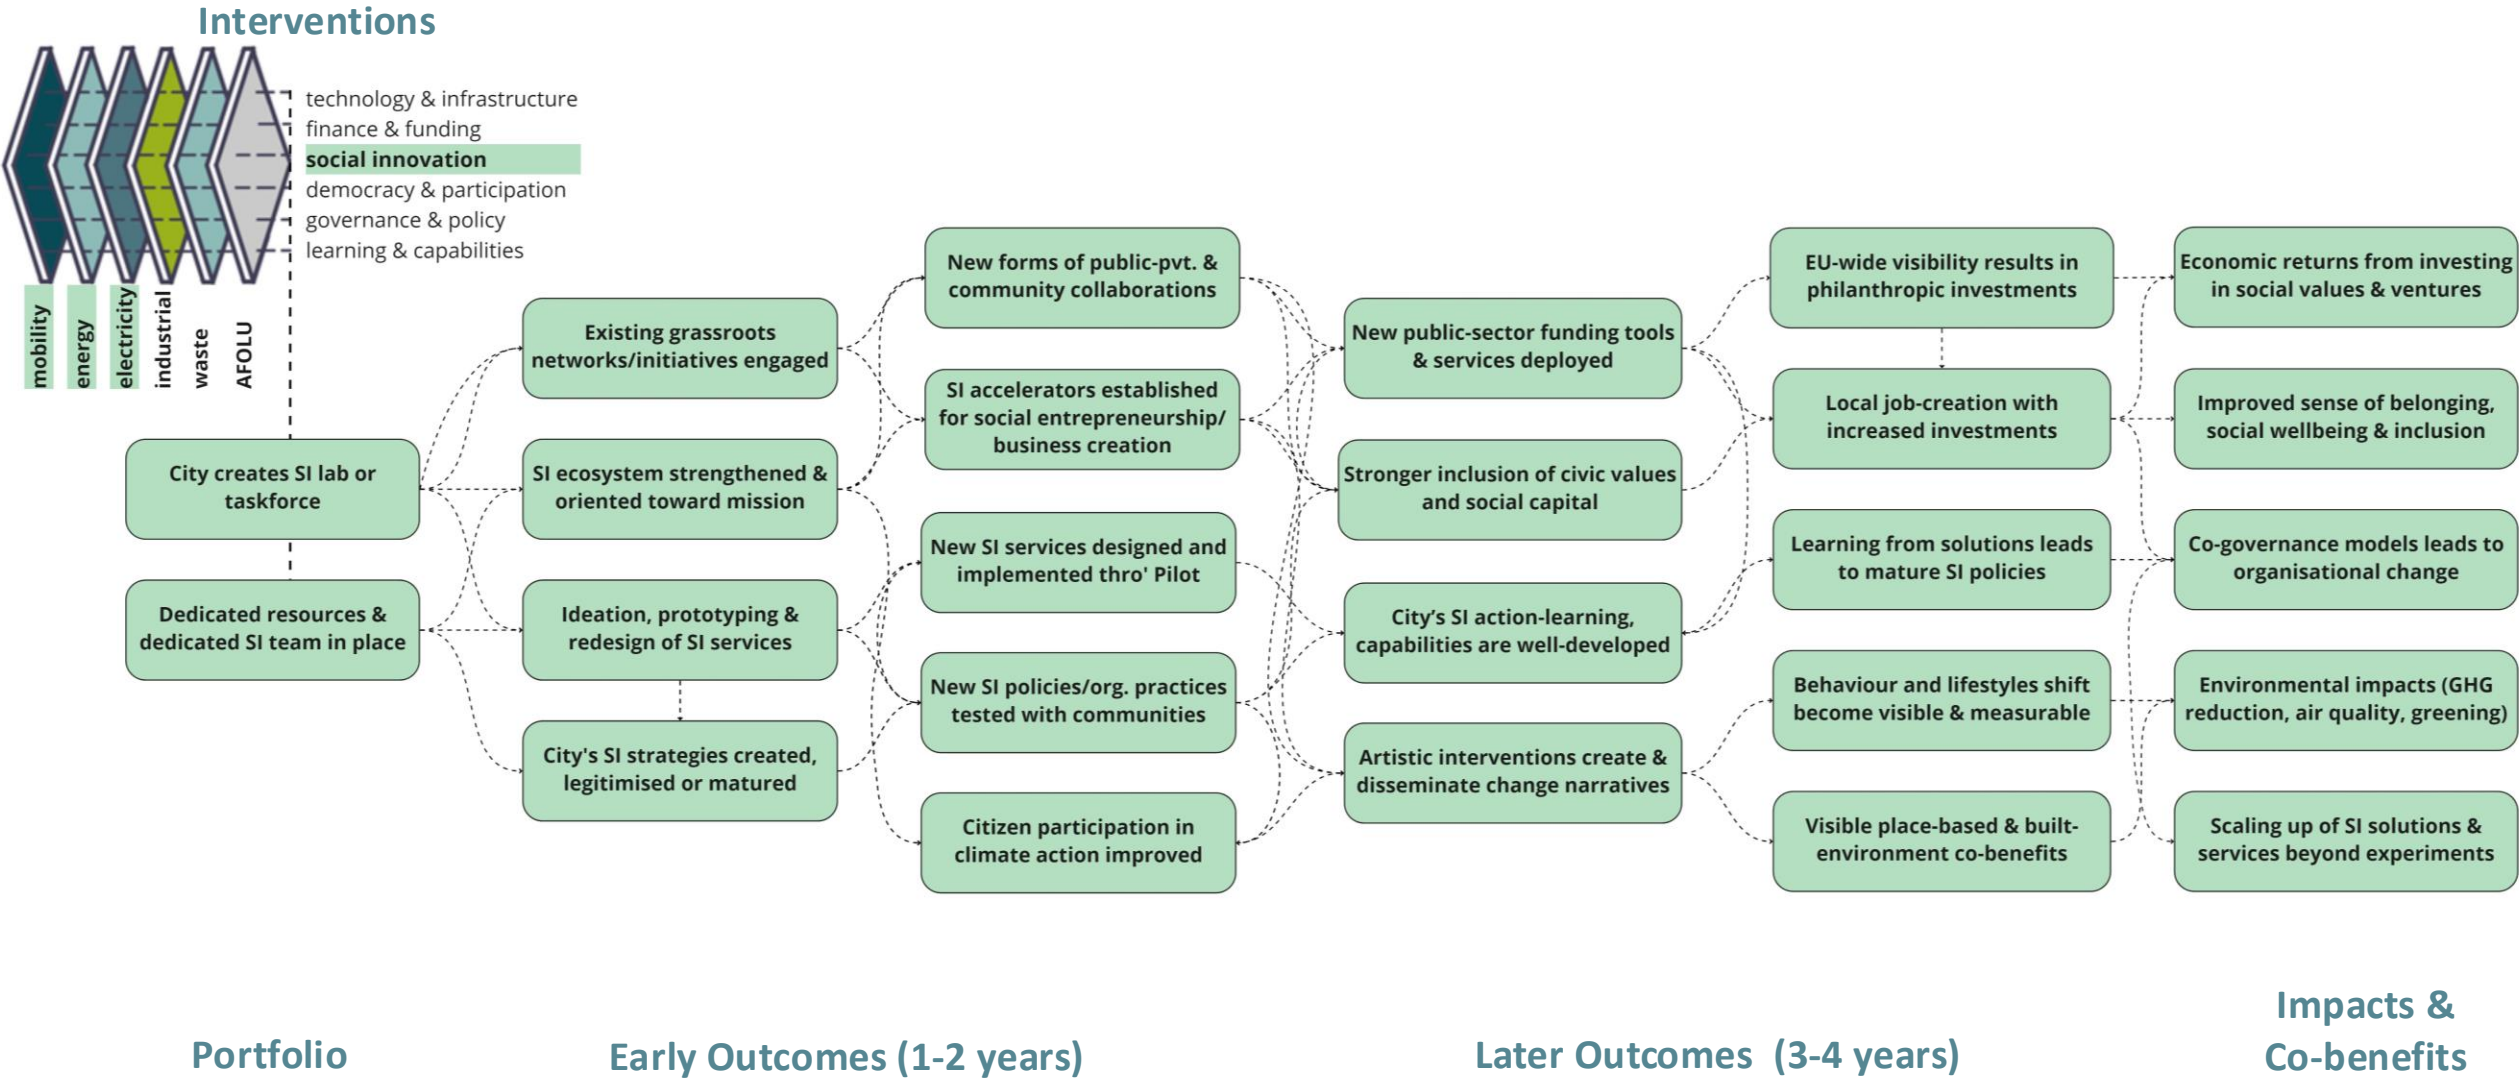 Interventions
technology & infrastructure
finance & funding
social innovation
democracy & participation
governance & policy
learning & capabilities
mobility
energy
electricity
industrial
waste
AFOLU
City creates SI lab or
taskforce
Dedicated resources &
dedicated SI team in place
Existing grassroots
networks/initiatives engaged
SI ecosystem strengthened &
oriented toward mission
Ideation, prototyping &
redesign of SI services
City's SI strategies created,
legitimised or matured
New forms of public-pvt. &
community collaborations
SI accelerators established
for social entrepreneurship/
business creation
New SI services designed and
implemented thro' Pilot
New SI policies/org. practices
tested with communities
Citizen participation in
climate action improved
New public-sector funding tools
& services deployed
Stronger inclusion of civic values
and social capital
City’s SI action-learning,
capabilities are well-developed
Artistic interventions create &
disseminate change narratives
EU-wide visibility results in
philanthropic investments
Local job-creation with
increased investments
Learning from solutions leads
to mature SI policies
Behaviour and lifestyles shift
become visible & measurable
Visible place-based & built-
environment co-benefits
Economic returns from investing
in social values & ventures
Improved sense of belonging,
social wellbeing & inclusion
Co-governance models leads to
organisational change
Environmental impacts (GHG
reduction, air quality, greening)
Scaling up of SI solutions &
services beyond experiments
Portfolio
Early Outcomes (1-2 years)
Later Outcomes (3-4 years)
Impacts &
Co-benefits